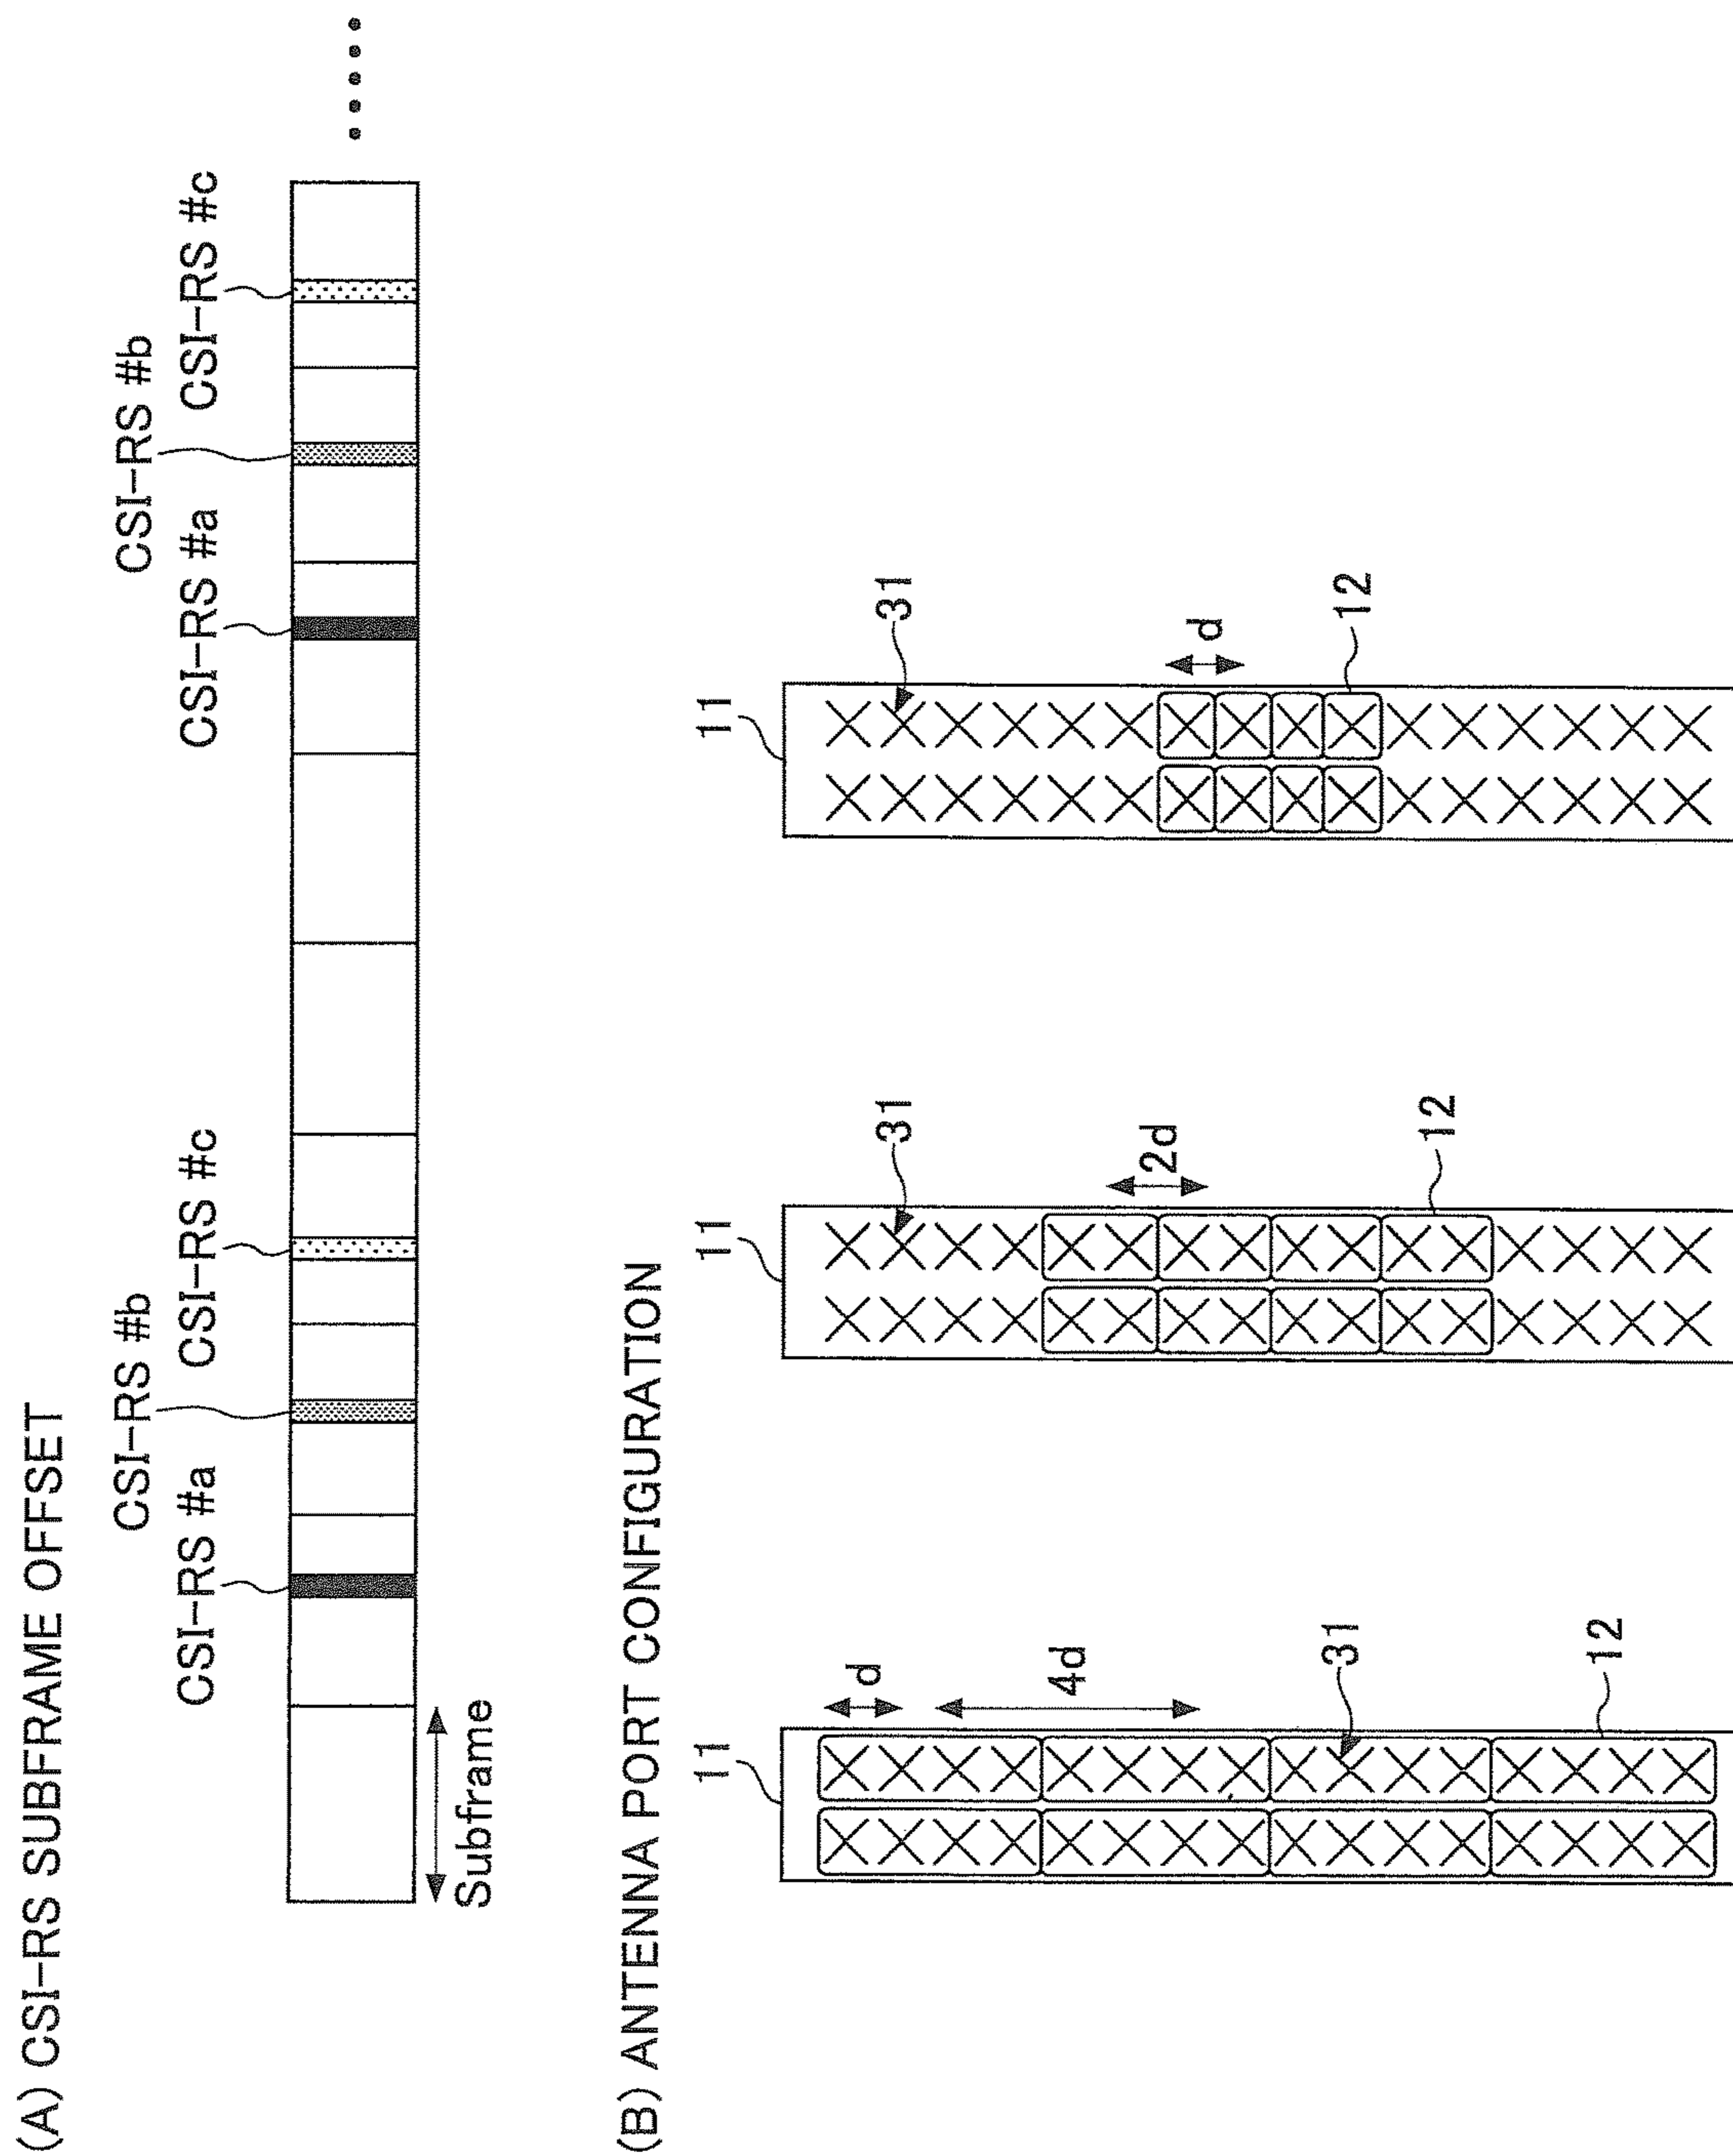 (A) CSI-RS SUBFRAME OFFSET
CSI-RS #b
CSI-RS #b
CSI-RS #a
CSI-RS #c
CSI-RS #a
CSI-RS #c
Subframe
(B) ANTENNA PORT CONFIGURATION
11
11
11
d
4d
31
12
31
2d
12
31
d
12